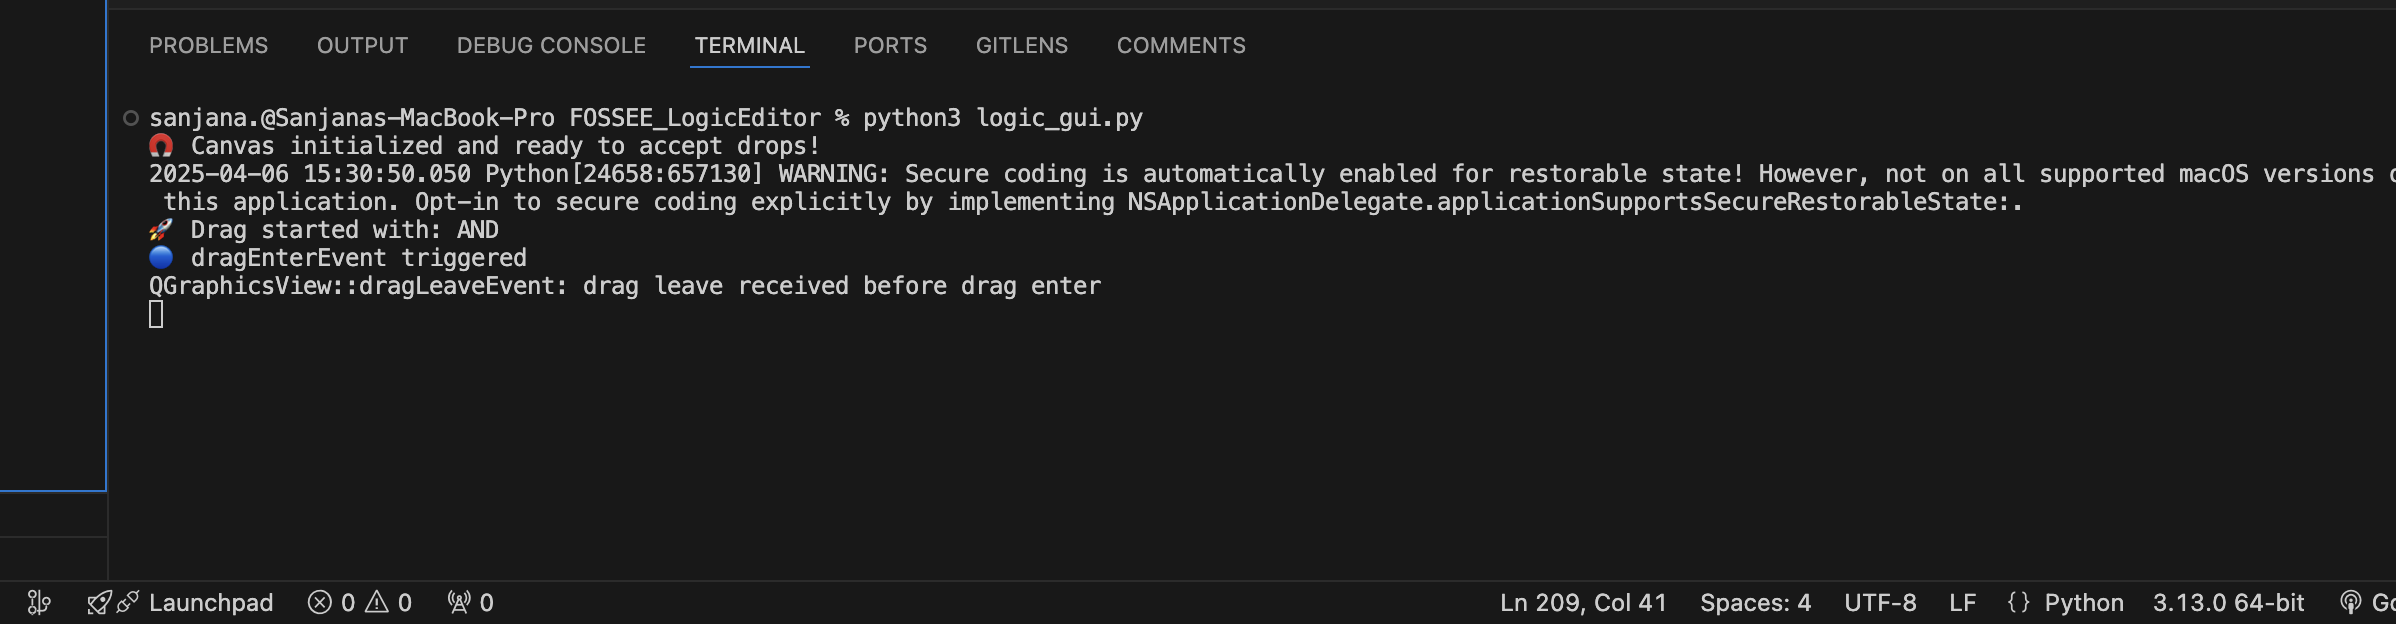 PROBLEMS OUTPUT DEBUG CONSOLE TERMINAL PORTS GITLENS COMMENTS
sanjana.@Sanjanas-MacBook-Pro FOSSEE_LogicEditor % python3 logic_gui.py
🧲 Canvas initialized and ready to accept drops!
2025-04-06 15:30:50.050 Python[24658:657130] WARNING: Secure coding is automatically enabled for restorable state! However, not on all supported macOS versions
this application. Opt-in to secure coding explicitly by implementing NSApplicationDelegate.applicationSupportsSecureRestorableState:.
🚀 Drag started with: AND
🔵 dragEnterEvent triggered
QGraphicsView::dragLeaveEvent: drag leave received before drag enter
Launchpad 0 0 0 Ln 209, Col 41 Spaces: 4 UTF-8 LF {} Python 3.13.0 64-bit